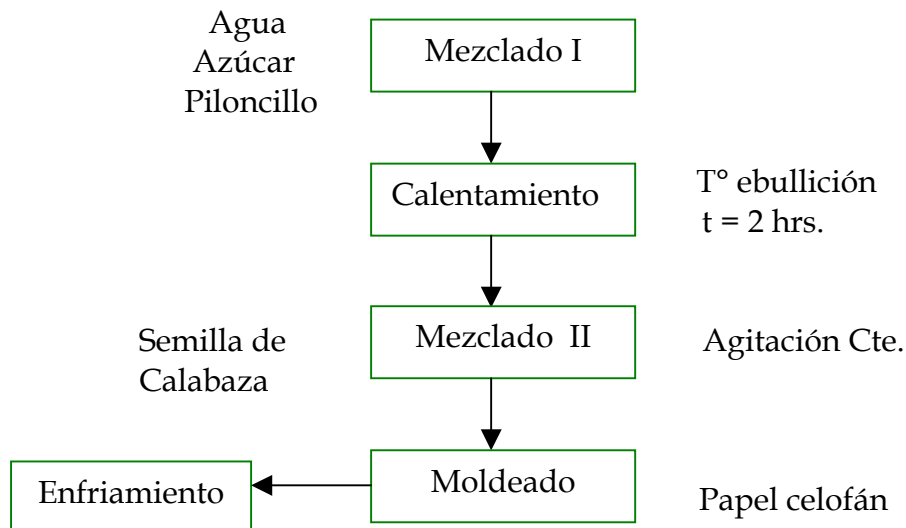 Agua
Azúcar
Piloncillo
Mezclado I
Calentamiento
T° ebullición
t = 2 hrs.
Semilla de
Calabaza
Mezclado II
Agitación Cte.
Enfriamiento
Moldeado
Papel celofán